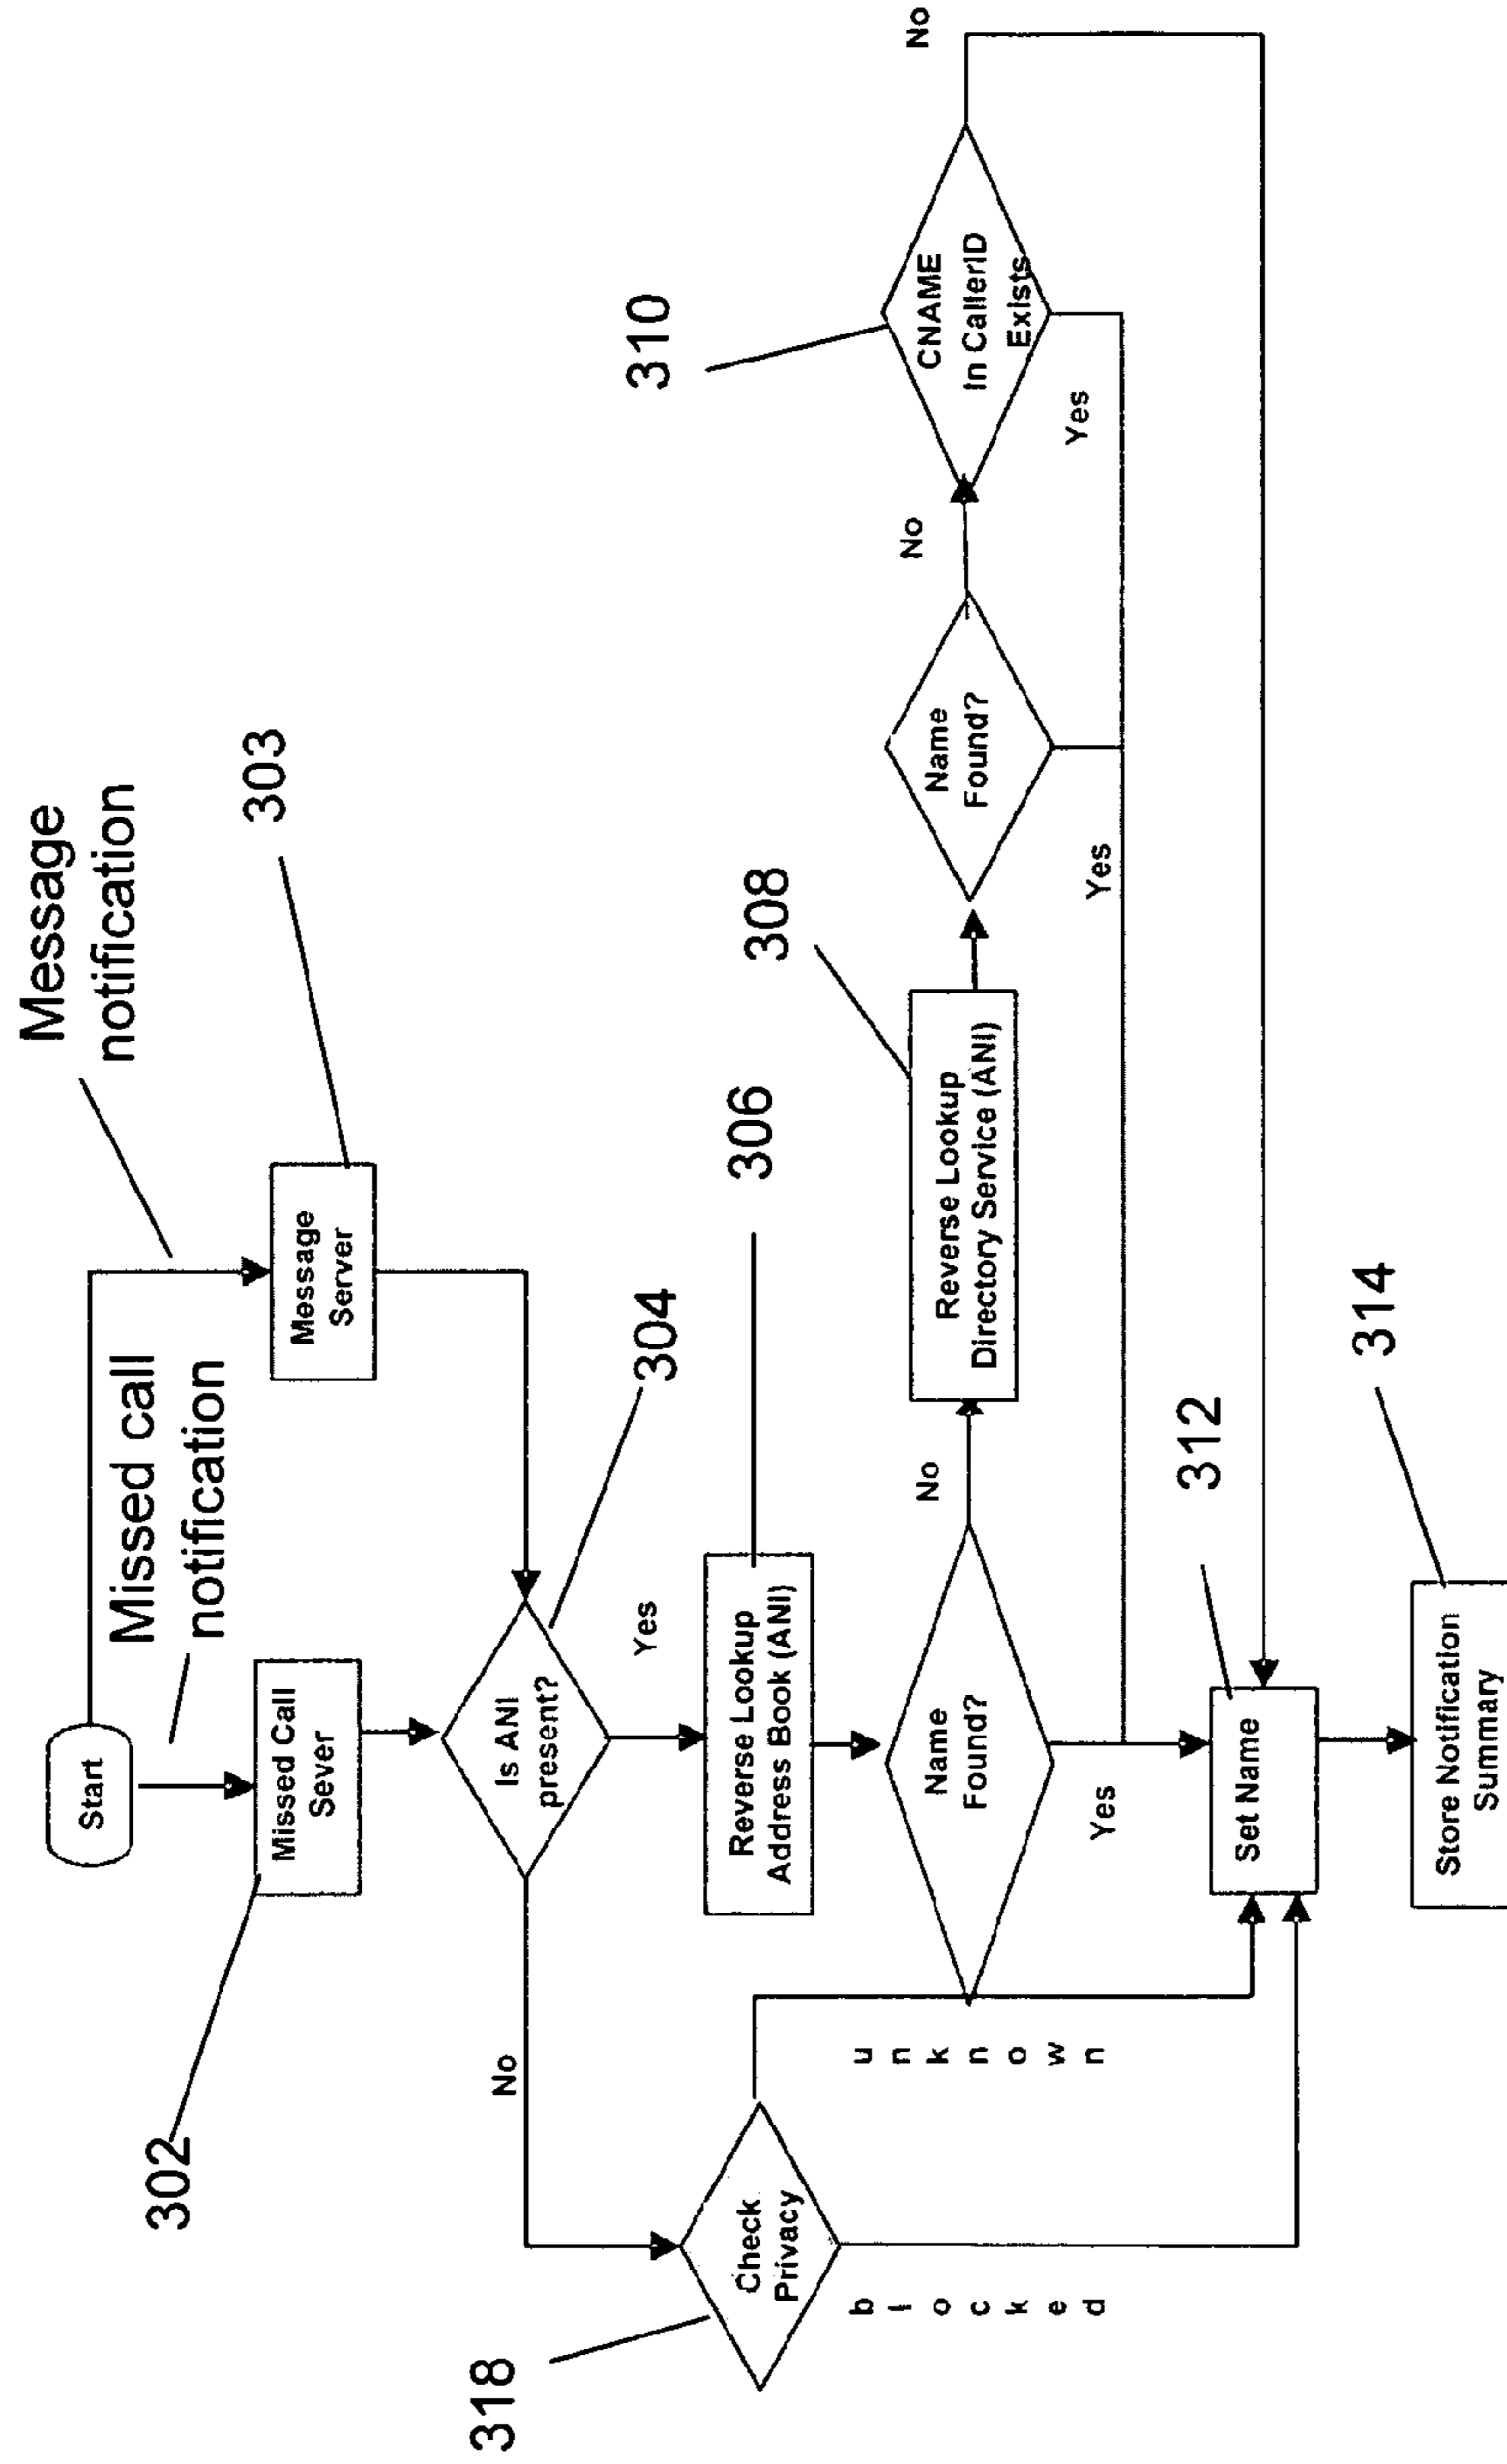 Message
notification
Start
Missed call
notification
303
302
Missed Call
Sever
Message
Server
304
Is ANI
present?
No
Yes
306
318
Check
Privacy
Reverse Lookup
Address Book (ANI)
308
310
unknown
blocked
Name
Found?
No
Reverse Lookup
Directory Service (ANI)
Name
Found?
No
CNAME
In CallerID
Exists
No
Yes
Yes
Yes
312
Set Name
314
Store Notification
Summary